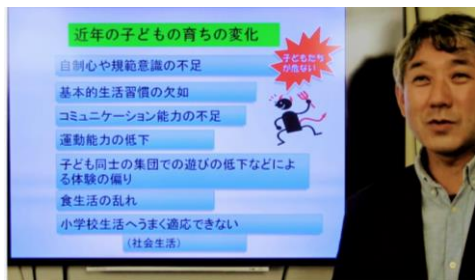 近年の子どもの育ちの変化
子どもたち
が危ない!
自制心や規範意識の不足
基本的生活習慣の欠如
コミュニケーション能力の不足
運動能力の低下
子ども同士の集団での遊びの低下などによ
る体験の偏り
食生活の乱れ
小学校生活へうまく適応できない
(社会生活)